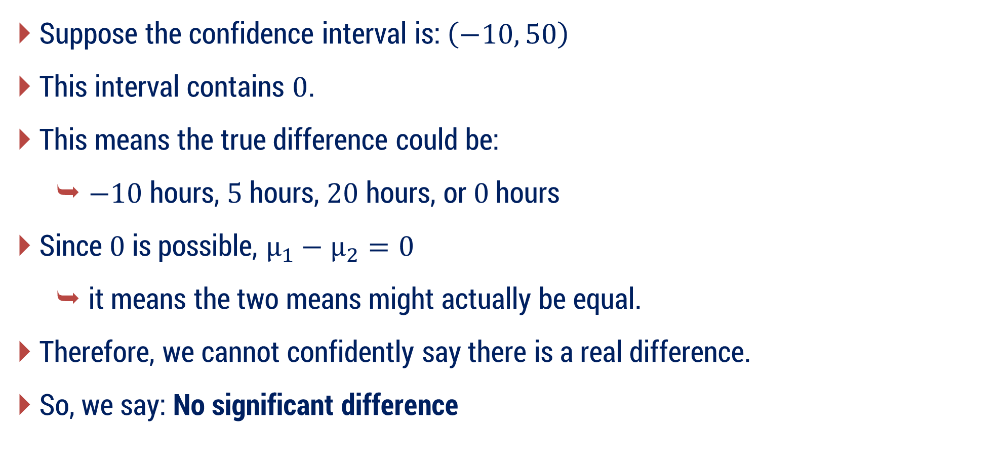 Suppose the confidence interval is: (−10, 50)
This interval contains 0.
This means the true difference could be:
−10 hours, 5 hours, 20 hours, or 0 hours
Since 0 is possible, μ₁ − μ₂ = 0
it means the two means might actually be equal.
Therefore, we cannot confidently say there is a real difference.
So, we say: No significant difference